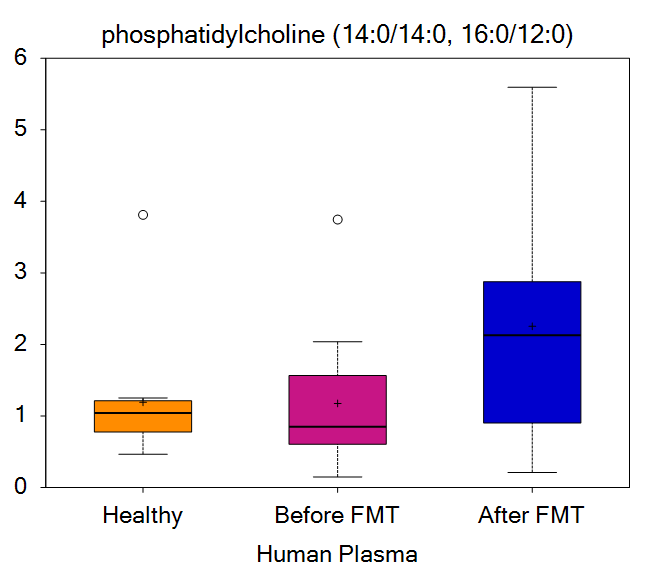 phosphatidylcholine (14:0/14:0, 16:0/12:0)
6
5
4
3
2
1
0
Healthy Before FMT After FMT
Human Plasma